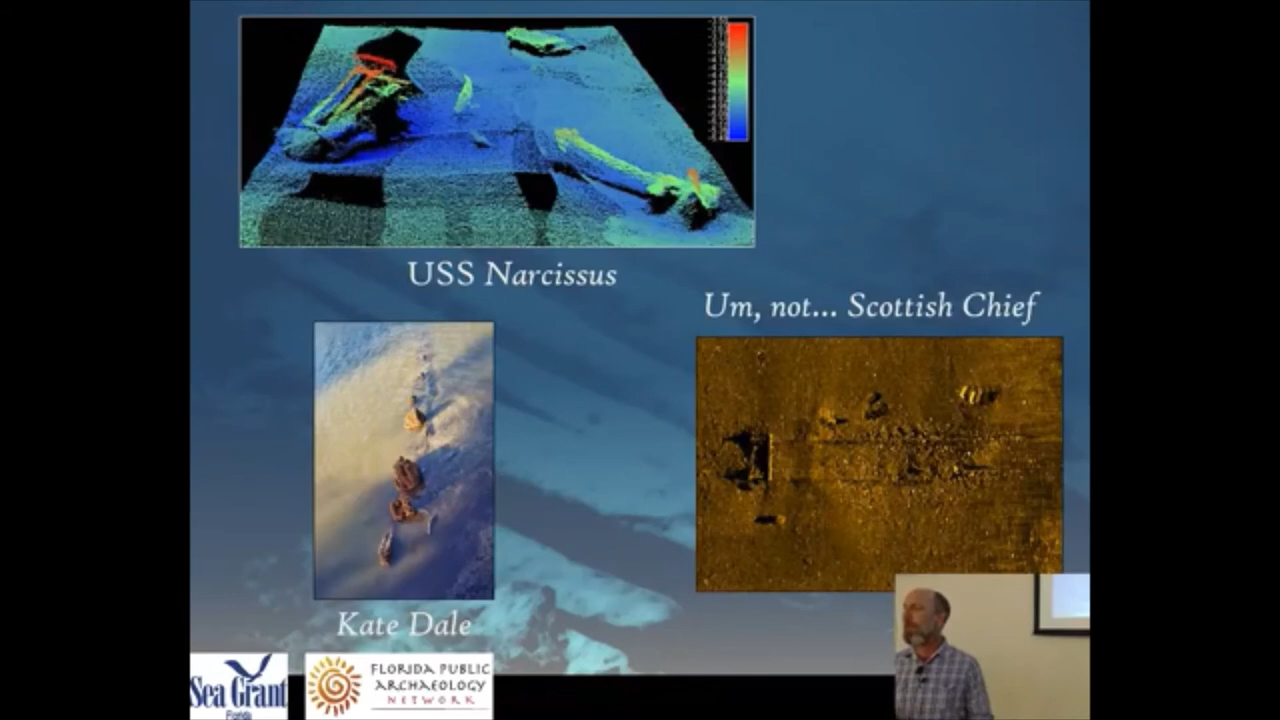 USS Narcissus
Um, not... Scottish Chief
Kate Dale
Sea Grant
Florida
FLORIDA PUBLIC
ARCHAEOLOGY
NETWORK